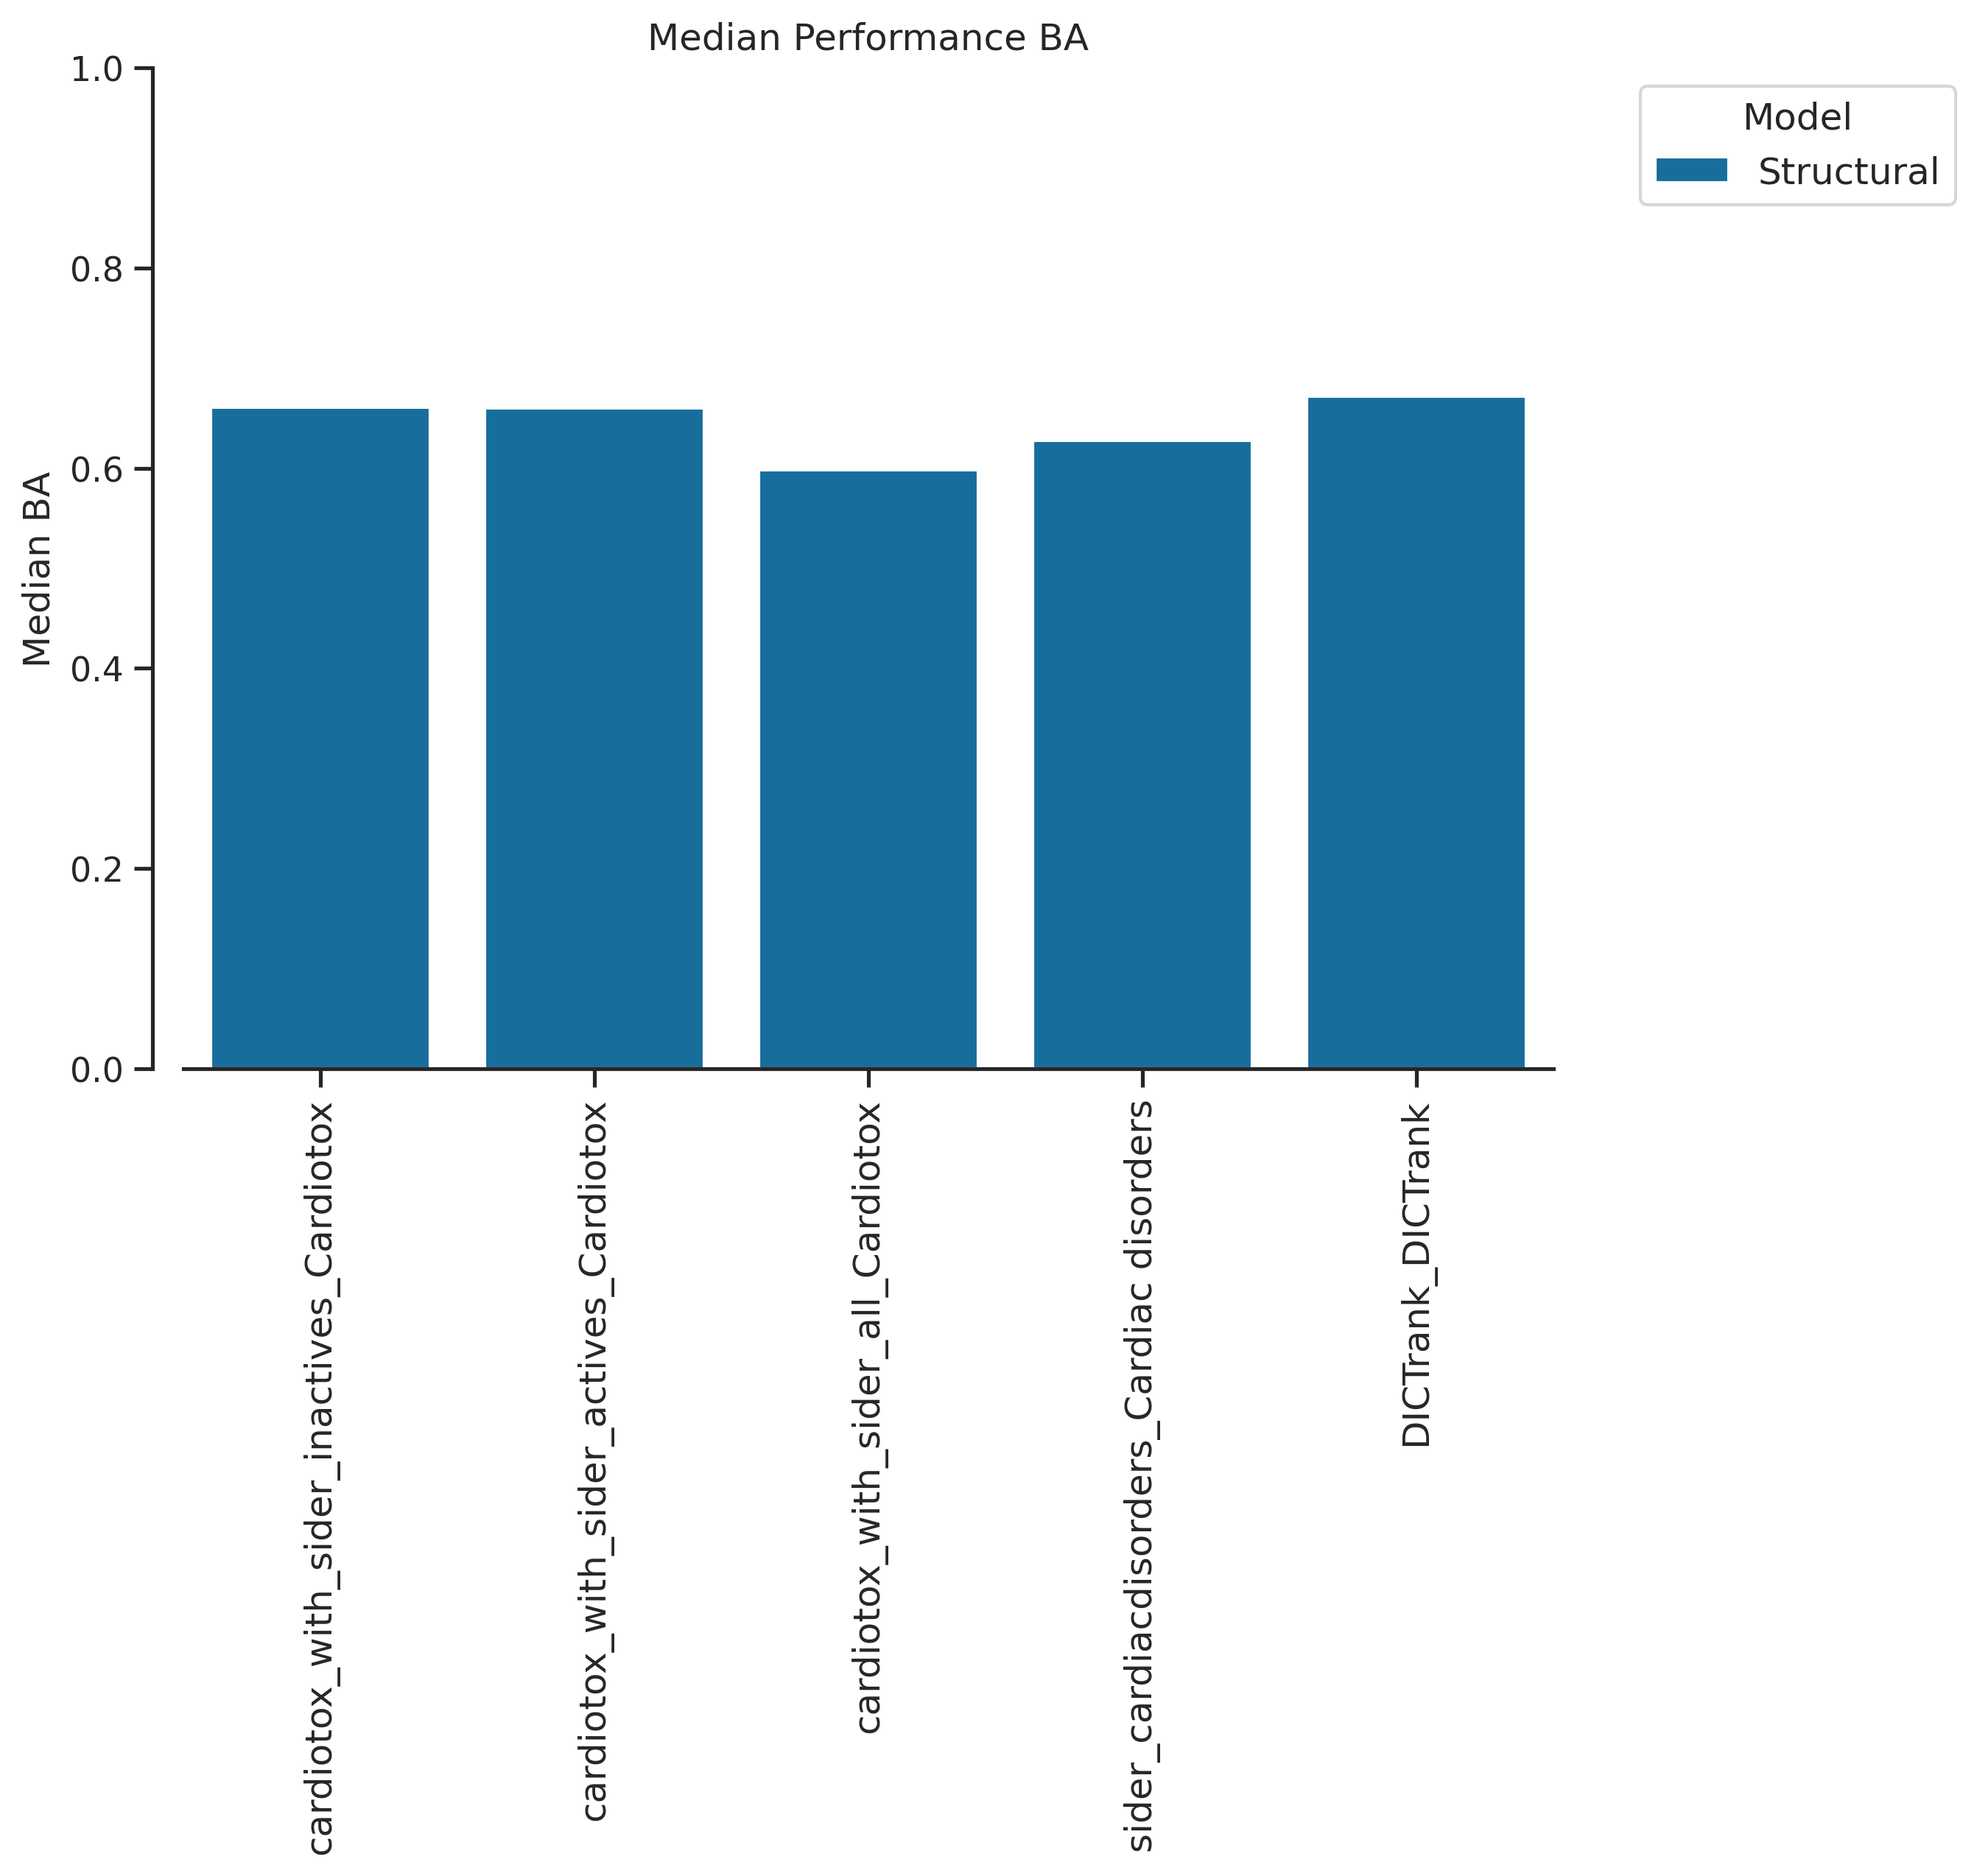 Median Performance BA
1.0
0.8
0.6
0.4
0.2
0.0
Median BA
Model
Structural
cardiotox_with_sider_inactives_Cardiotox
cardiotox_with_sider_actives_Cardiotox
cardiotox_with_sider_all_Cardiotox
sider_cardiacdisorders_Cardiac disorders
DICTrank_DICTrank